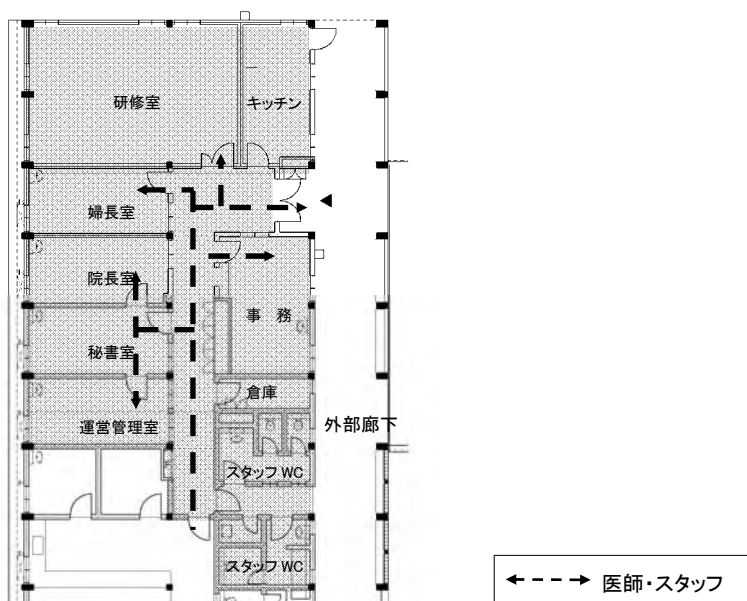 研修室
キッチン
婦長室
院長室
事 務
秘書室
倉庫
運営管理室
外部廊下
スタッフ WC
スタッフ WC
医師・スタッフ